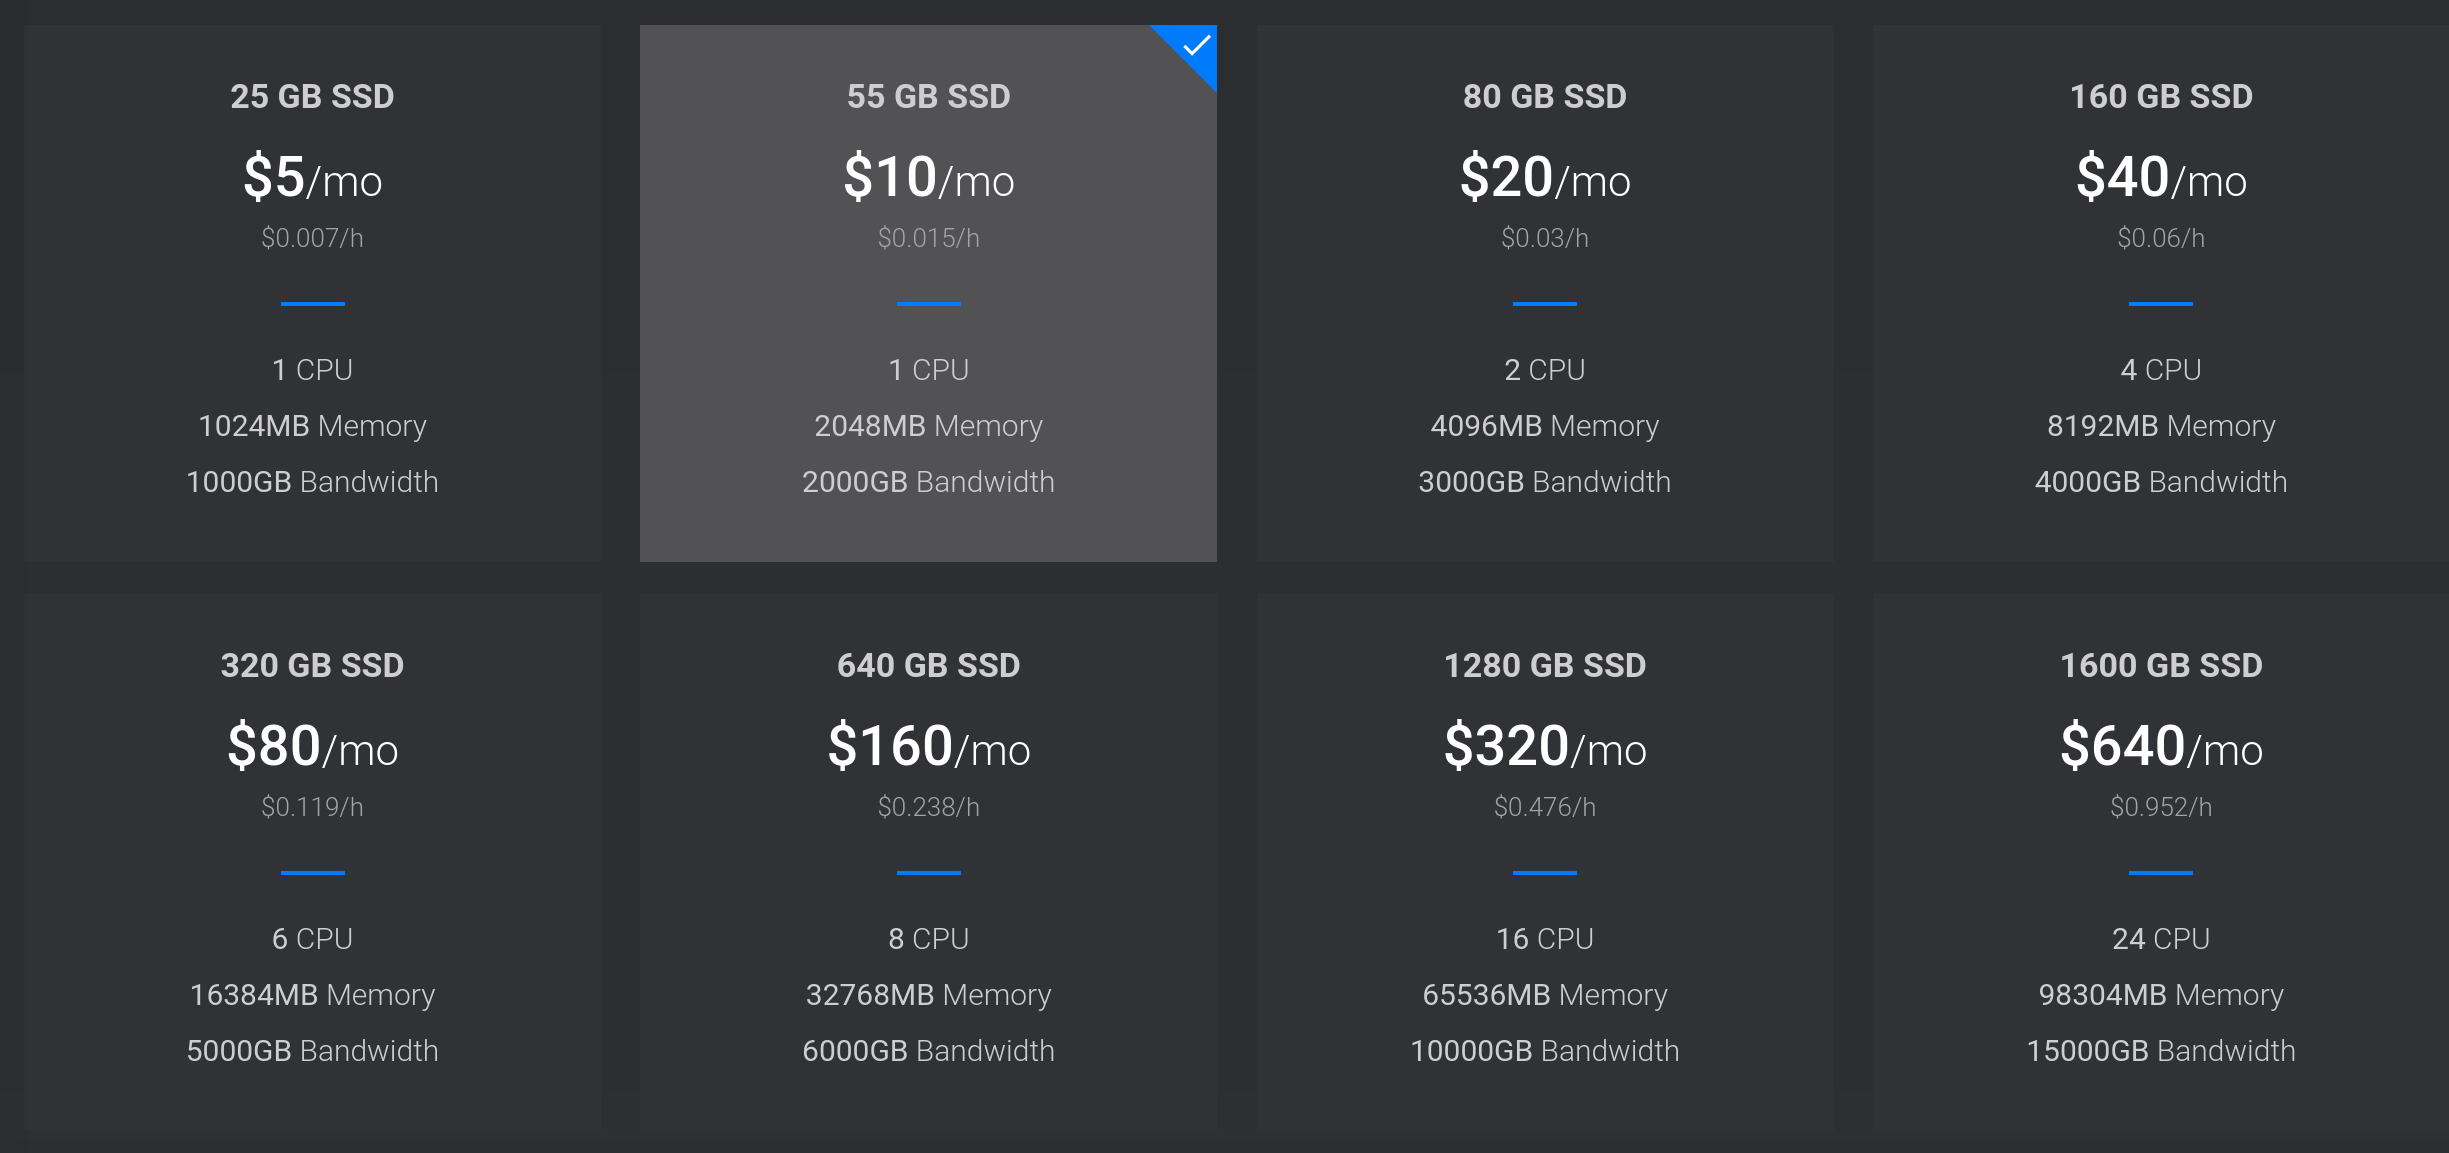 25 GB SSD
$5/mo
$0.007/h
1 CPU
1024MB Memory
1000GB Bandwidth
55 GB SSD
$10/mo
$0.015/h
1 CPU
2048MB Memory
2000GB Bandwidth
80 GB SSD
$20/mo
$0.03/h
2 CPU
4096MB Memory
3000GB Bandwidth
160 GB SSD
$40/mo
$0.06/h
4 CPU
8192MB Memory
4000GB Bandwidth
320 GB SSD
$80/mo
$0.119/h
6 CPU
16384MB Memory
5000GB Bandwidth
640 GB SSD
$160/mo
$0.238/h
8 CPU
32768MB Memory
6000GB Bandwidth
1280 GB SSD
$320/mo
$0.476/h
16 CPU
65536MB Memory
10000GB Bandwidth
1600 GB SSD
$640/mo
$0.952/h
24 CPU
98304MB Memory
15000GB Bandwidth